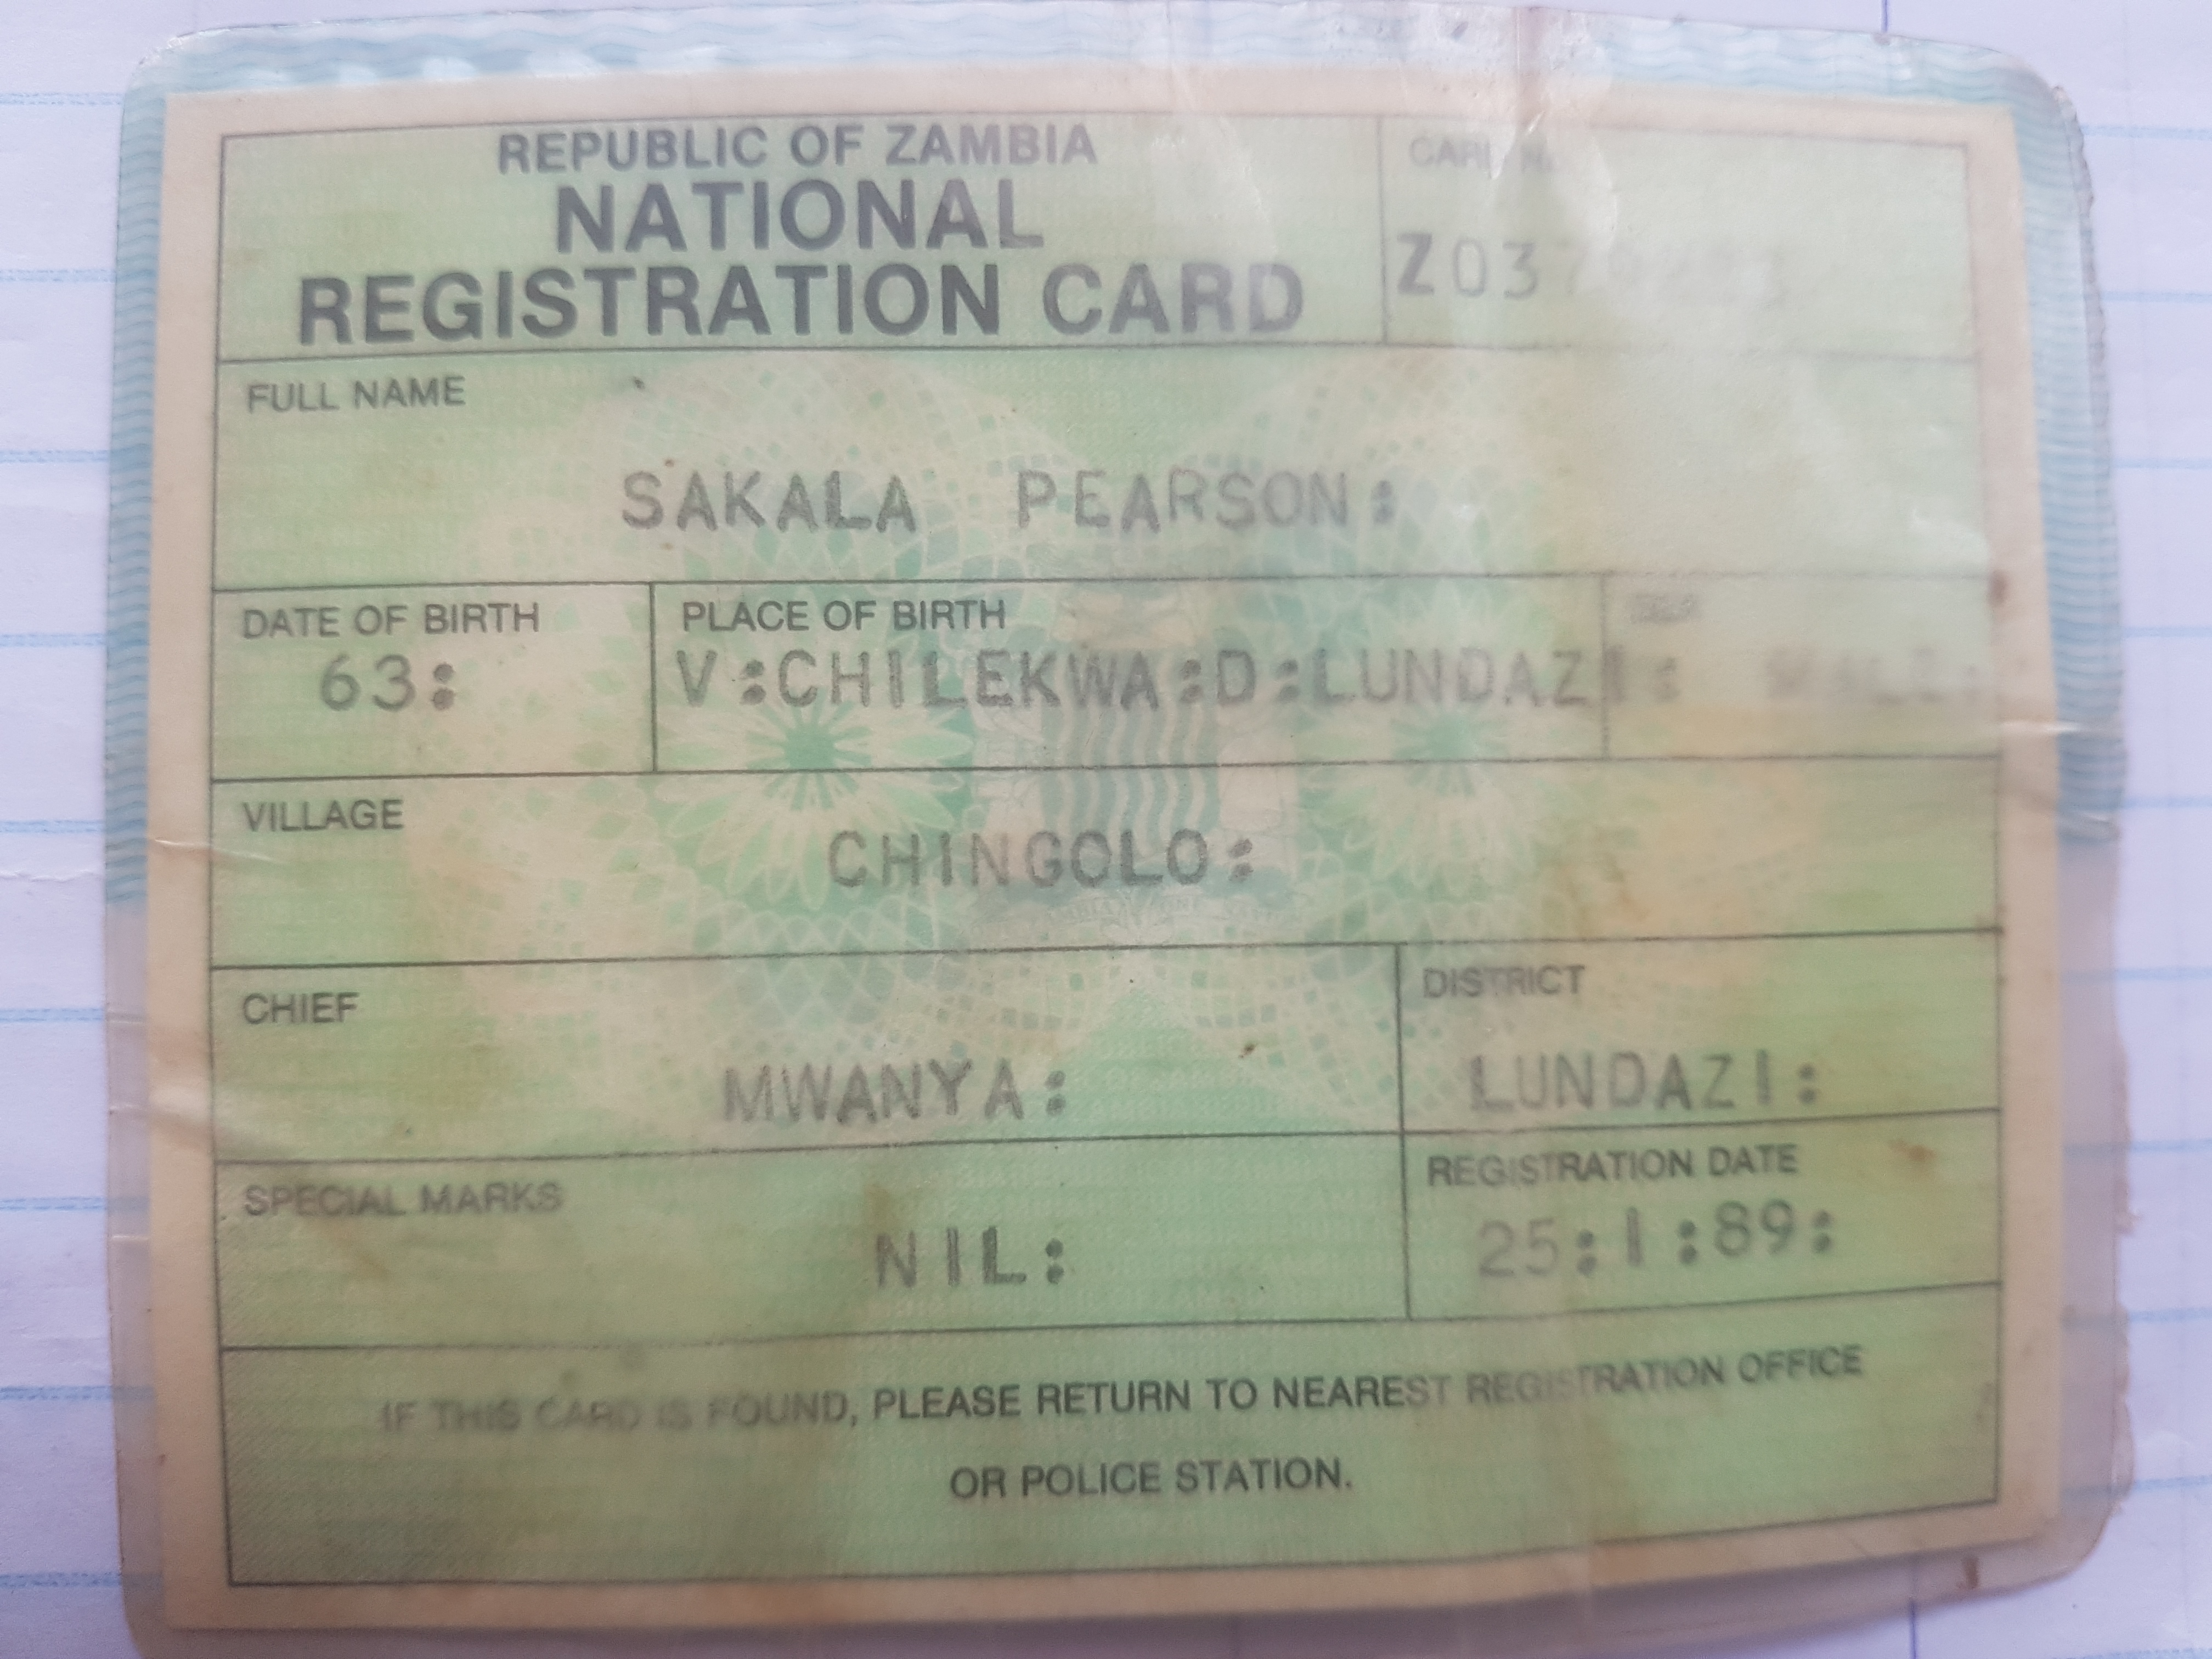 REPUBLIC OF ZAMBIA
NATIONAL
REGISTRATION CARD
FULL NAME
SAKALA PEARSON:
DATE OF BIRTH
63:
PLACE OF BIRTH
V:CHILEKWA:D:LUNDAZI:
VILLAGE
CHINGOLO:
CHIEF
MWANYA:
DISTRICT
LUNDAZI:
SPECIAL MARKS
NIL:
REGISTRATION DATE
25:1:89:
IF THIS CARD IS FOUND, PLEASE RETURN TO NEAREST REGISTRATION OFFICE
OR POLICE STATION.